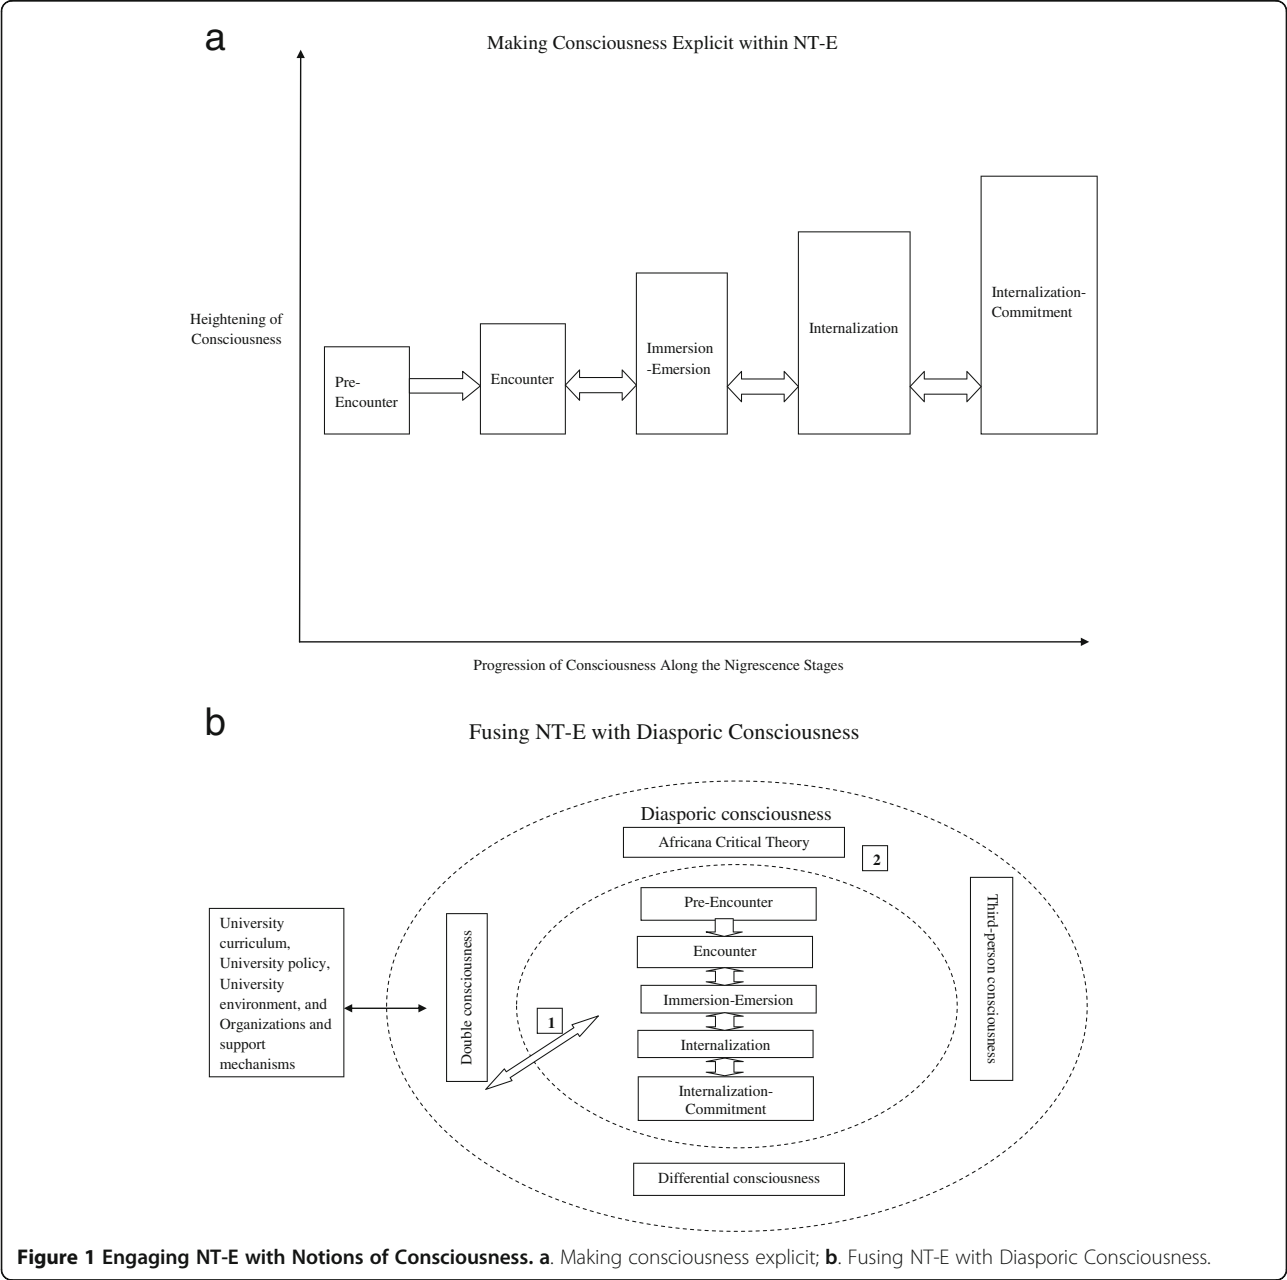 a
Making Consciousness Explicit within NT-E
Heightening of
Consciousness
Pre-
Encounter
Encounter
Immersion
-Emersion
Internalization
Internalization-
Commitment
Progression of Consciousness Along the Nigrescence Stages
b
Fusing NT-E with Diasporic Consciousness
Diasporic consciousness
Africana Critical Theory
2
University
curriculum,
University policy,
University
environment, and
Organizations and
support
mechanisms
Double consciousness
1
Pre-Encounter
Encounter
Immersion-Emersion
Internalization
Internalization-
Commitment
Third-person consciousness
Differential consciousness
Figure 1 Engaging NT-E with Notions of Consciousness. a. Making consciousness explicit; b. Fusing NT-E with Diasporic Consciousness.